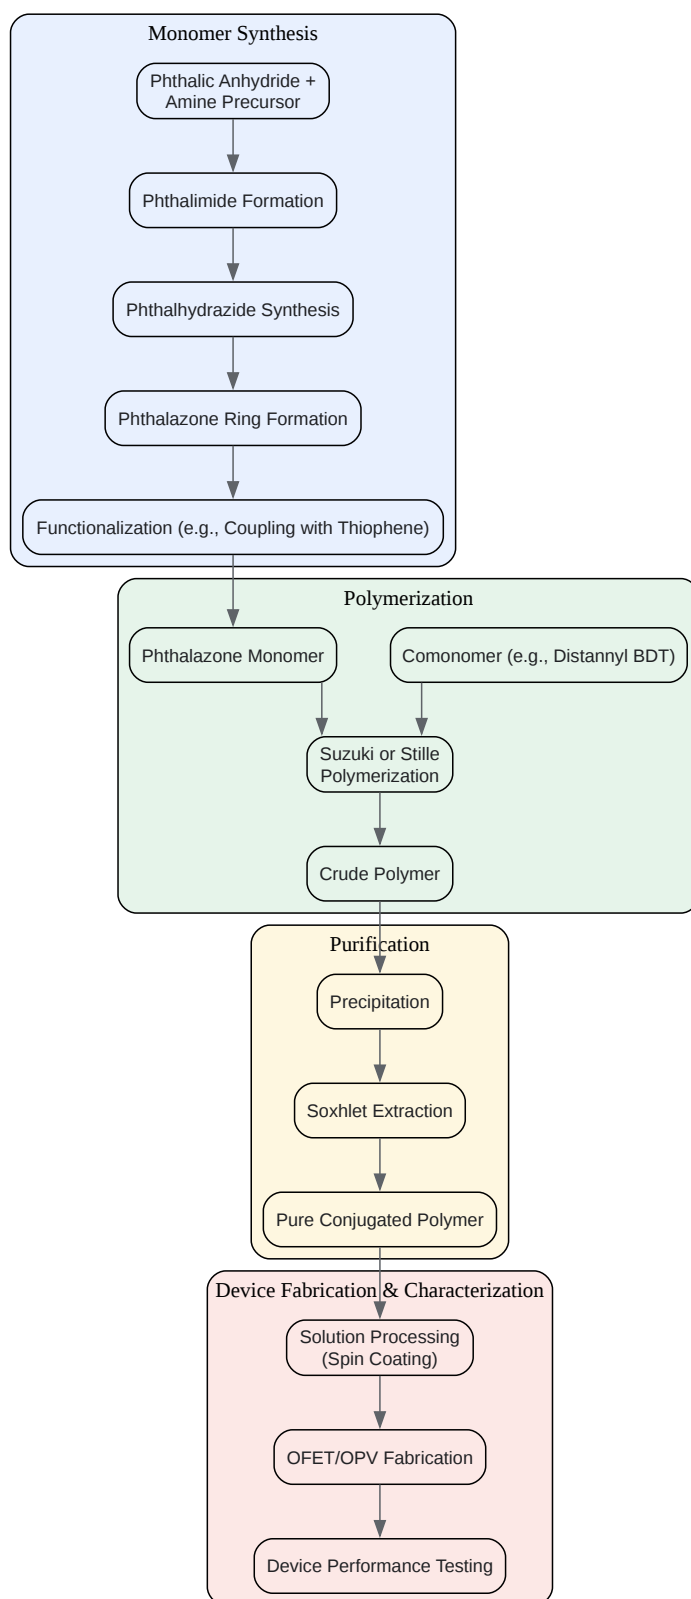 Monomer Synthesis
Phthalic Anhydride +
Amine Precursor
Phthalimide Formation
Phthalhydrazide Synthesis
Phthalazone Ring Formation
Functionalization (e.g., Coupling with Thiophene)
Polymerization
Phthalazone Monomer
Comonomer (e.g., Distannyl BDT)
Suzuki or Stille
Polymerization
Crude Polymer
Purification
Precipitation
Soxhlet Extraction
Pure Conjugated Polymer
Device Fabrication & Characterization
Solution Processing
(Spin Coating)
OFET/OPV Fabrication
Device Performance Testing